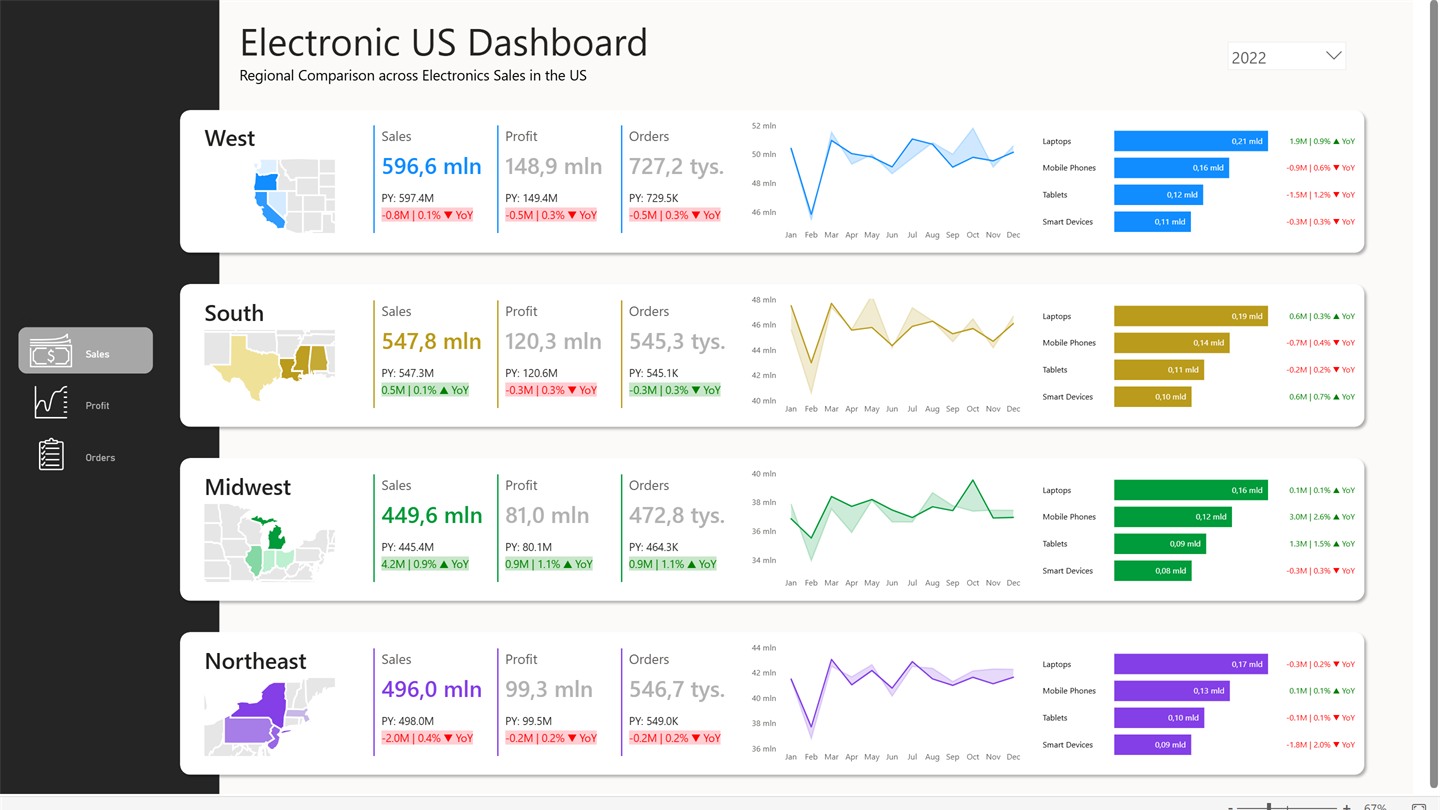 Electronic US Dashboard
Regional Comparison across Electronics Sales in the US
2022
Sales
Profit
Orders
West
Sales
596,6 mln
PY: 597.4M
-0.8M | 0.1% ▼ YoY
Profit
148,9 mln
PY: 149.4M
-0.5M | 0.3% ▼ YoY
Orders
727,2 tys.
PY: 729.5K
-0.5M | 0.3% ▼ YoY
52 mln
50 mln
48 mln
46 mln
Jan Feb Mar Apr May Jun Jul Aug Sep Oct Nov Dec
Laptops 0,21 mld 1.9M | 0.9% ▲ YoY
Mobile Phones 0,16 mld -0.9M | 0.6% ▼ YoY
Tablets 0,12 mld -1.5M | 1.2% ▼ YoY
Smart Devices 0,11 mld -0.3M | 0.3% ▼ YoY
South
Sales
547,8 mln
PY: 547.3M
0.5M | 0.1% ▲ YoY
Profit
120,3 mln
PY: 120.6M
-0.3M | 0.3% ▼ YoY
Orders
545,3 tys.
PY: 545.1K
-0.3M | 0.3% ▼ YoY
48 mln
46 mln
44 mln
42 mln
40 mln
Jan Feb Mar Apr May Jun Jul Aug Sep Oct Nov Dec
Laptops 0,19 mld 0.6M | 0.3% ▲ YoY
Mobile Phones 0,14 mld -0.7M | 0.4% ▼ YoY
Tablets 0,11 mld -0.2M | 0.2% ▼ YoY
Smart Devices 0,10 mld 0.6M | 0.7% ▲ YoY
Midwest
Sales
449,6 mln
PY: 445.4M
4.2M | 0.9% ▲ YoY
Profit
81,0 mln
PY: 80.1M
0.9M | 1.1% ▲ YoY
Orders
472,8 tys.
PY: 464.3K
0.9M | 1.1% ▲ YoY
40 mln
38 mln
36 mln
34 mln
Jan Feb Mar Apr May Jun Jul Aug Sep Oct Nov Dec
Laptops 0,16 mld 0.1M | 0.1% ▲ YoY
Mobile Phones 0,12 mld 3.0M | 2.6% ▲ YoY
Tablets 0,09 mld 1.3M | 1.5% ▲ YoY
Smart Devices 0,08 mld -0.3M | 0.3% ▼ YoY
Northeast
Sales
496,0 mln
PY: 498.0M
-2.0M | 0.4% ▼ YoY
Profit
99,3 mln
PY: 99.5M
-0.2M | 0.2% ▼ YoY
Orders
546,7 tys.
PY: 549.0K
-0.2M | 0.2% ▼ YoY
44 mln
42 mln
40 mln
38 mln
36 mln
Jan Feb Mar Apr May Jun Jul Aug Sep Oct Nov Dec
Laptops 0,17 mld -0.3M | 0.2% ▼ YoY
Mobile Phones 0,13 mld 0.1M | 0.1% ▲ YoY
Tablets 0,10 mld -0.1M | 0.1% ▼ YoY
Smart Devices 0,09 mld -1.8M | 2.0% ▼ YoY
67%